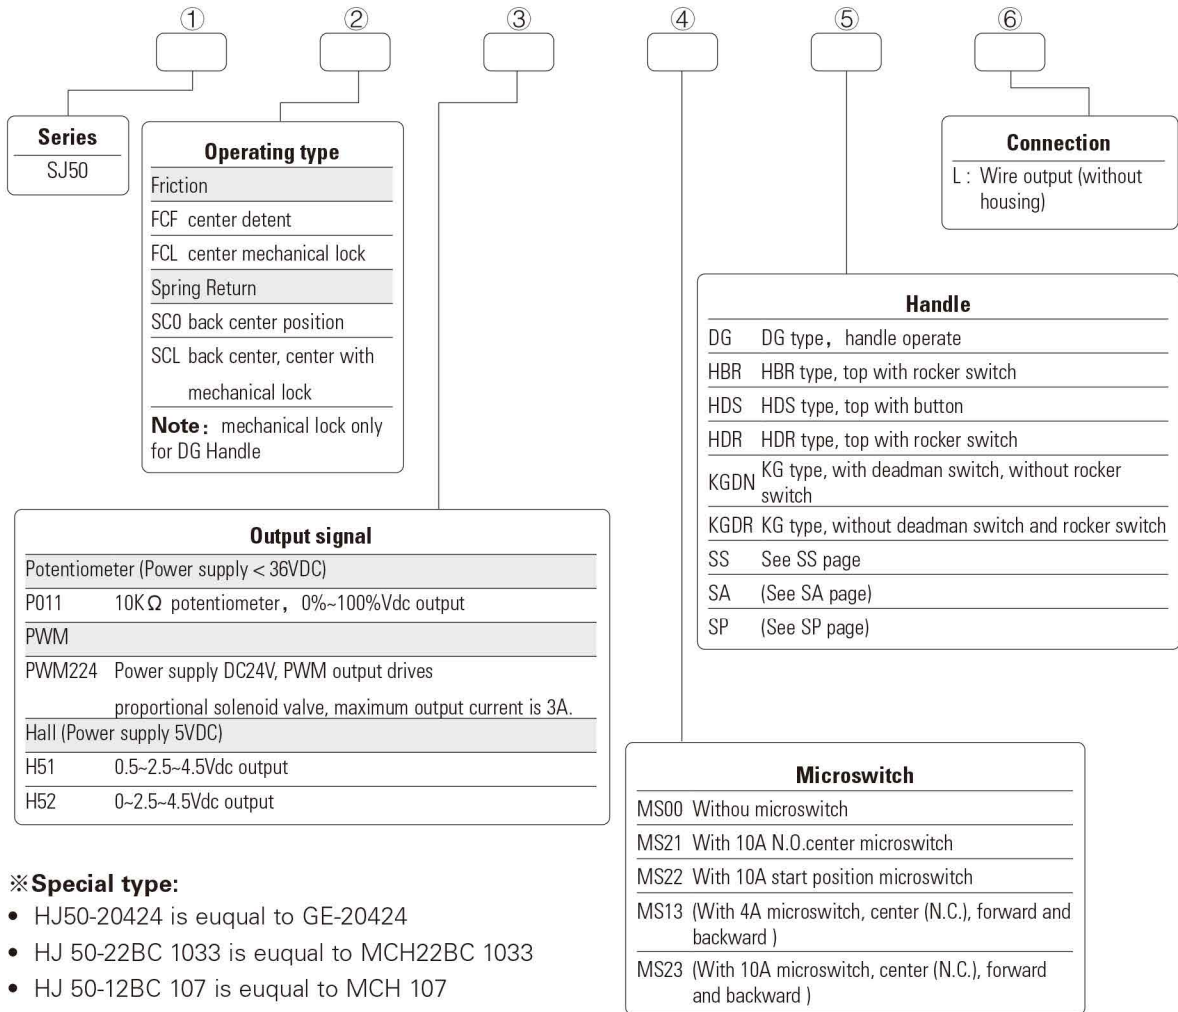 ① ② ③ ④ ⑤ ⑥
Series
SJ50
Operating type
Friction
FCF center detent
FCL center mechanical lock
Spring Return
SC0 back center position
SCL back center, center with
mechanical lock
Note: mechanical lock only
for DG Handle
Connection
L : Wire output (without
housing)
Handle
DG DG type, handle operate
HBR HBR type, top with rocker switch
HDS HDS type, top with button
HDR HDR type, top with rocker switch
KGDN KG type, with deadman switch, without rocker
switch
KGDR KG type, without deadman switch and rocker switch
SS See SS page
SA (See SA page)
SP (See SP page)
Output signal
Potentiometer (Power supply < 36VDC)
P011 10KΩ potentiometer, 0%~100%Vdc output
PWM
PWM224 Power supply DC24V, PWM output drives
proportional solenoid valve, maximum output current is 3A.
Hall (Power supply 5VDC)
H51 0.5~2.5~4.5Vdc output
H52 0~2.5~4.5Vdc output
Microswitch
MS00 Withou microswitch
MS21 With 10A N.O.center microswitch
MS22 With 10A start position microswitch
MS13 (With 4A microswitch, center (N.C.), forward and
backward )
MS23 (With 10A microswitch, center (N.C.), forward
and backward )
※Special type:
• HJ50-20424 is euqual to GE-20424
• HJ 50-22BC 1033 is euqual to MCH22BC 1033
• HJ 50-12BC 107 is euqual to MCH 107